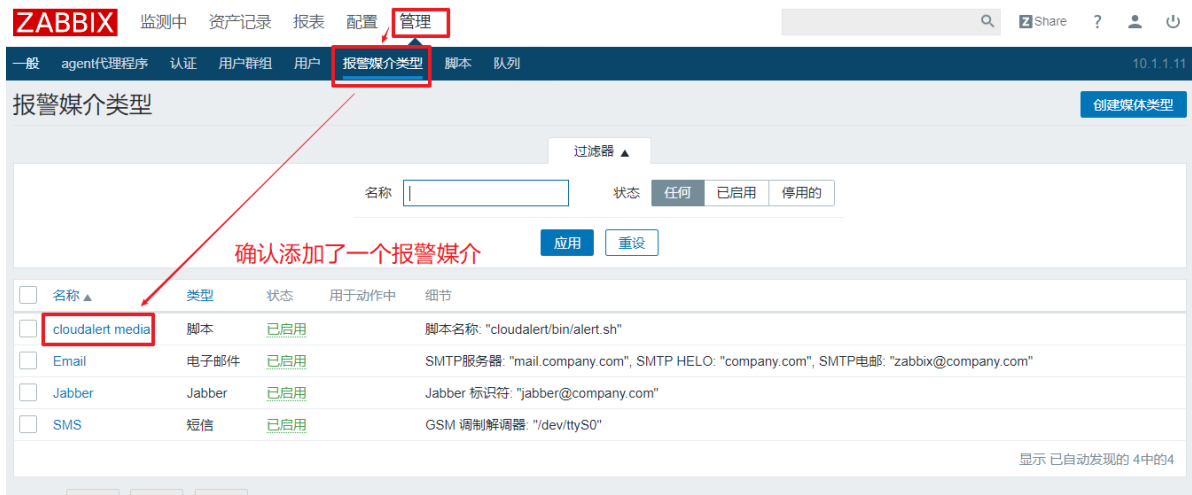 ZABBIX 监测中 资产记录 报表 配置 管理 Share ?
一般 agent代理程序 认证 用户群组 用户 报警媒介类型 脚本 队列 10.1.1.11
报警媒介类型 创建媒体类型
过滤器 ▲
名称 状态 任何 已启用 停用的
应用 重设
确认添加了一个报警媒介
名称 ▲ 类型 状态 用于动作中 细节
cloudalert media 脚本 已启用 脚本名称: "cloudalert/bin/alert.sh"
Email 电子邮件 已启用 SMTP服务器: "mail.company.com", SMTP HELO: "company.com", SMTP电邮: "zabbix@company.com"
Jabber Jabber 已启用 Jabber 标识符: "jabber@company.com"
SMS 短信 已启用 GSM 调制解调器: "/dev/ttyS0"
显示 已自动发现的 4中的4